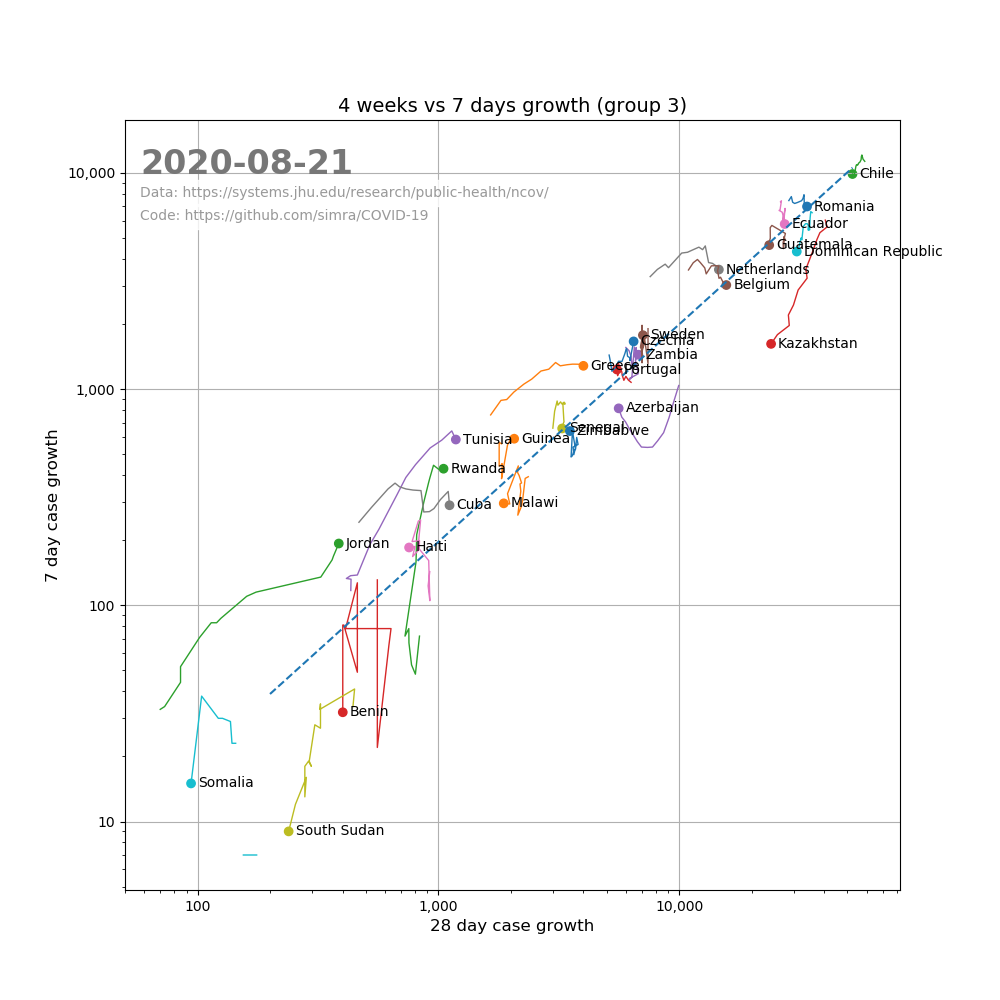 4 weeks vs 7 days growth (group 3)
2020-08-21
Data: https://systems.jhu.edu/research/public-health/ncov/
Code: https://github.com/simra/COVID-19
10,000
1,000
100
10
7 day case growth
Chile
Romania
Ecuador
Guatemala
Dominican Republic
Netherlands
Belgium
Sweden
Czechia
Kazakhstan
Zambia
Greece
Portugal
Azerbaijan
Senegal
Zimbabwe
Tunisia
Guinea
Rwanda
Cuba
Malawi
Jordan
Haiti
Benin
Somalia
South Sudan
100
1,000
10,000
28 day case growth